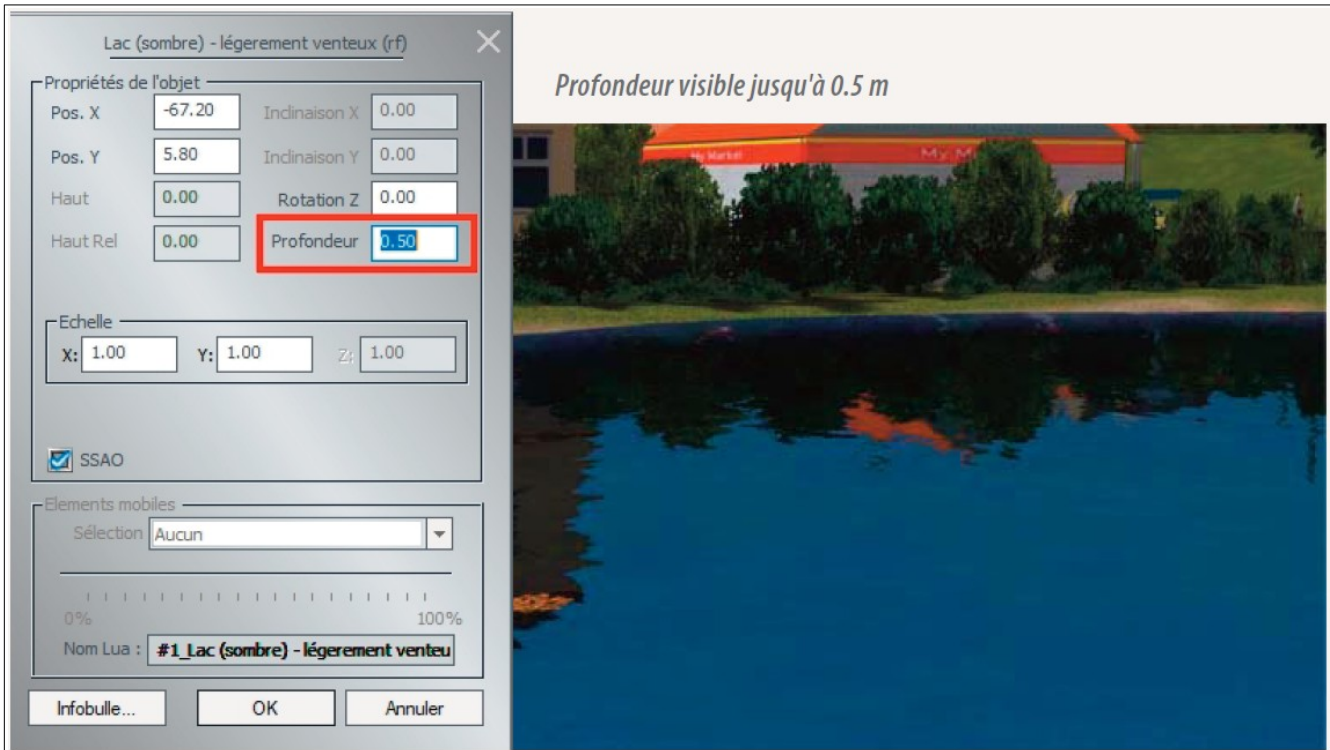 Lac (sombre) - légerement venteux (rf)
Propriétés de l'objet
Pos. X -67.20 Inclinaison X 0.00
Pos. Y 5.80 Inclinaison Y 0.00
Haut 0.00 Rotation Z 0.00
Haut Rel 0.00 Profondeur 0.50
Echelle
X: 1.00 Y: 1.00 Z: 1.00
SSAO
Elements mobiles
Sélection Aucun
0% 100%
Nom Lua : #1_Lac (sombre) - légerement venteu
Infobulle... OK Annuler
Profondeur visible jusqu'à 0.5 m
My Market My M